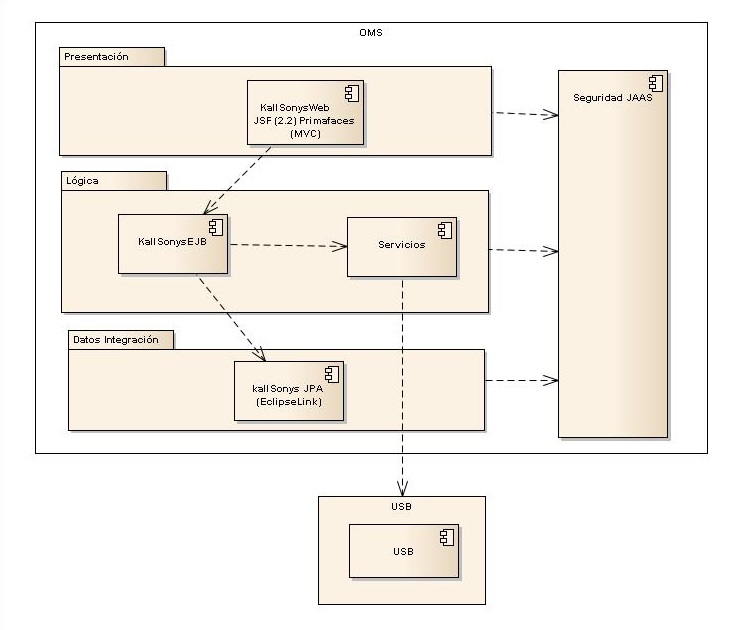 OMS
Presentación
KallSonysWeb
JSF (2.2) Primafaces
(MVC)
Seguridad JAAS
Lógica
KallSonysEJB
Servicios
Datos Integración
kallSonys JPA
(EclipseLink)
USB
USB